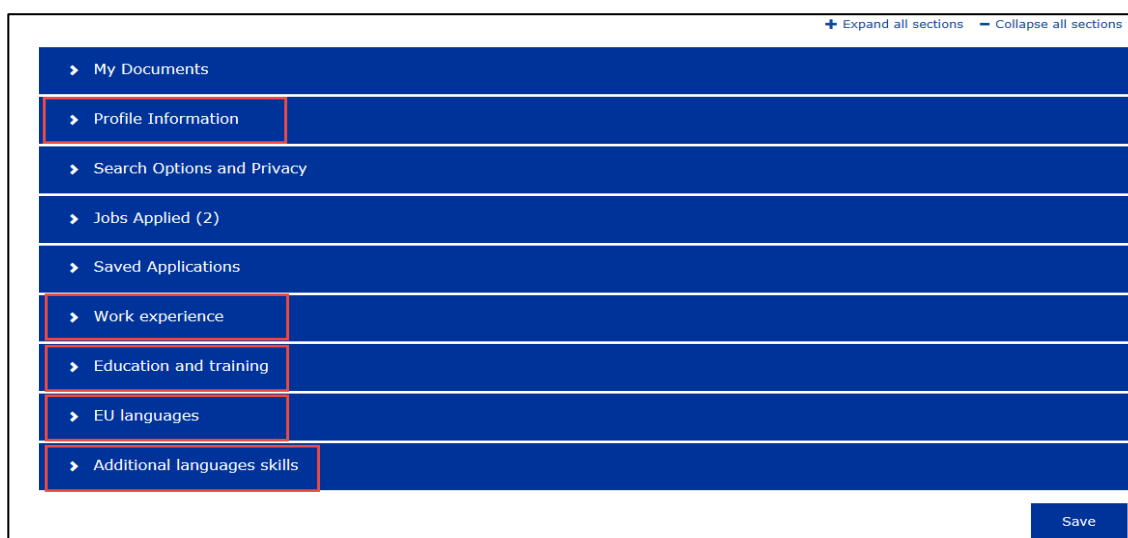 + Expand all sections − Collapse all sections
My Documents
Profile Information
Search Options and Privacy
Jobs Applied (2)
Saved Applications
Work experience
Education and training
EU languages
Additional languages skills
Save